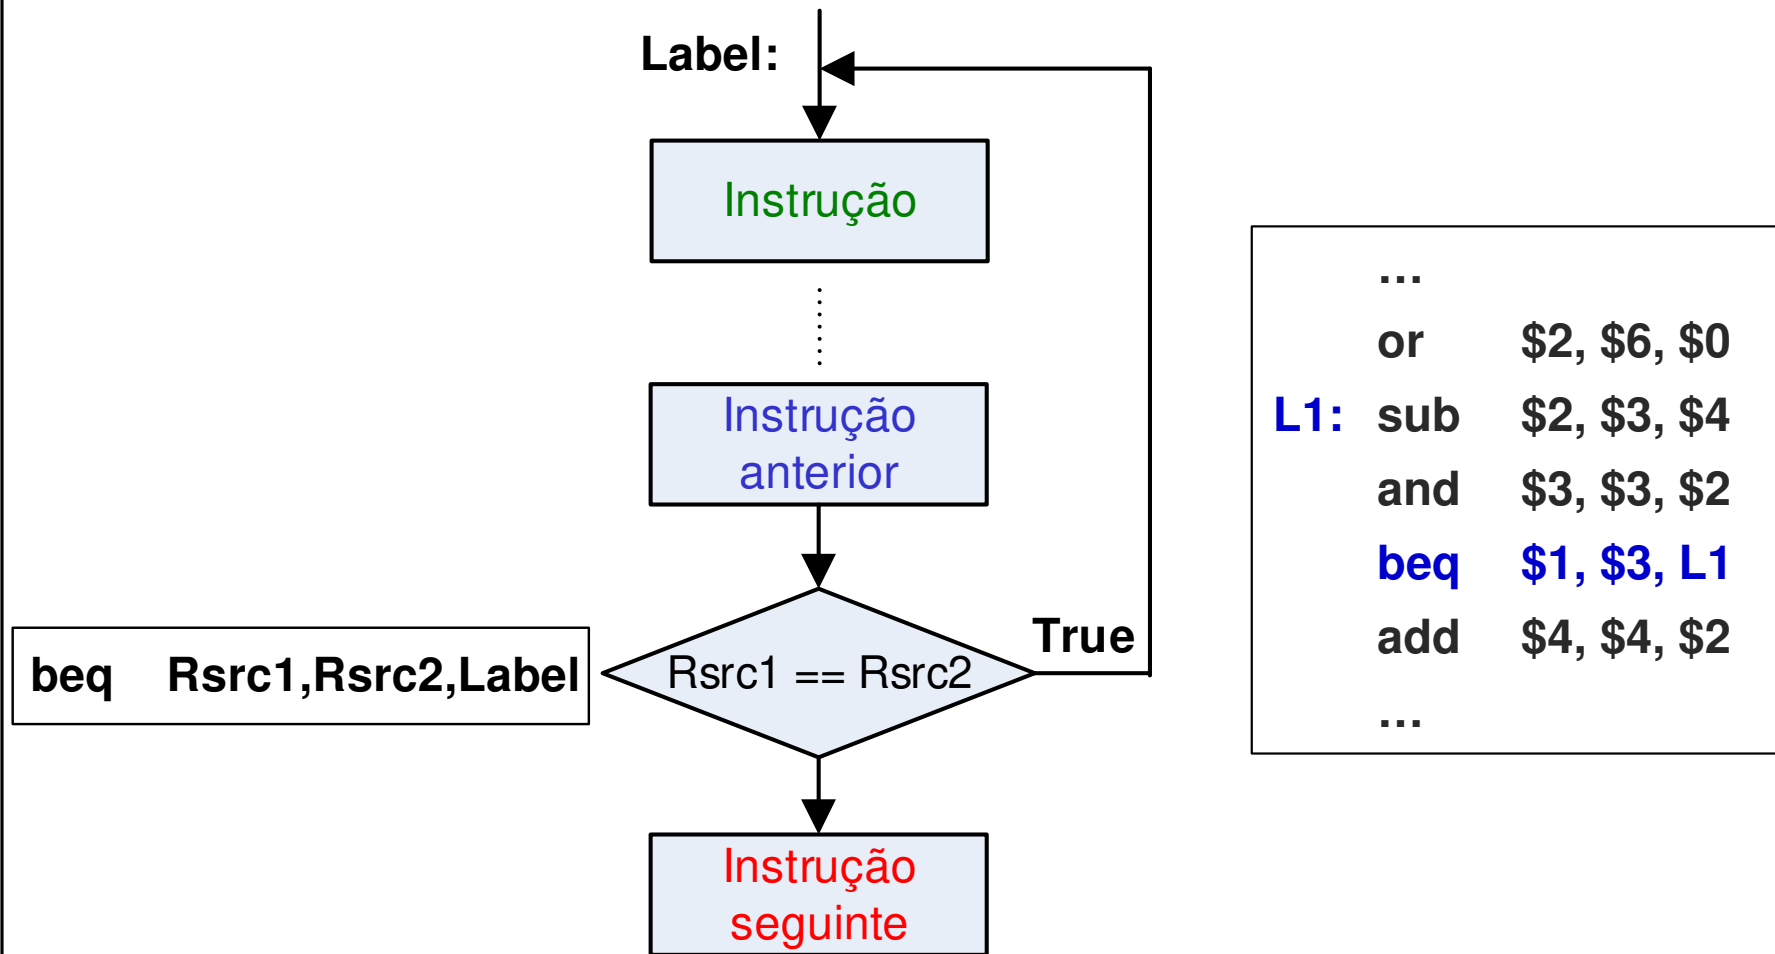 Label:
Instrução
Instrução
anterior
True
beq Rsrc1,Rsrc2,Label
Rsrc1 == Rsrc2
Instrução
seguinte
...
or $2, $6, $0
L1: sub $2, $3, $4
and $3, $3, $2
beq $1, $3, L1
add $4, $4, $2
...